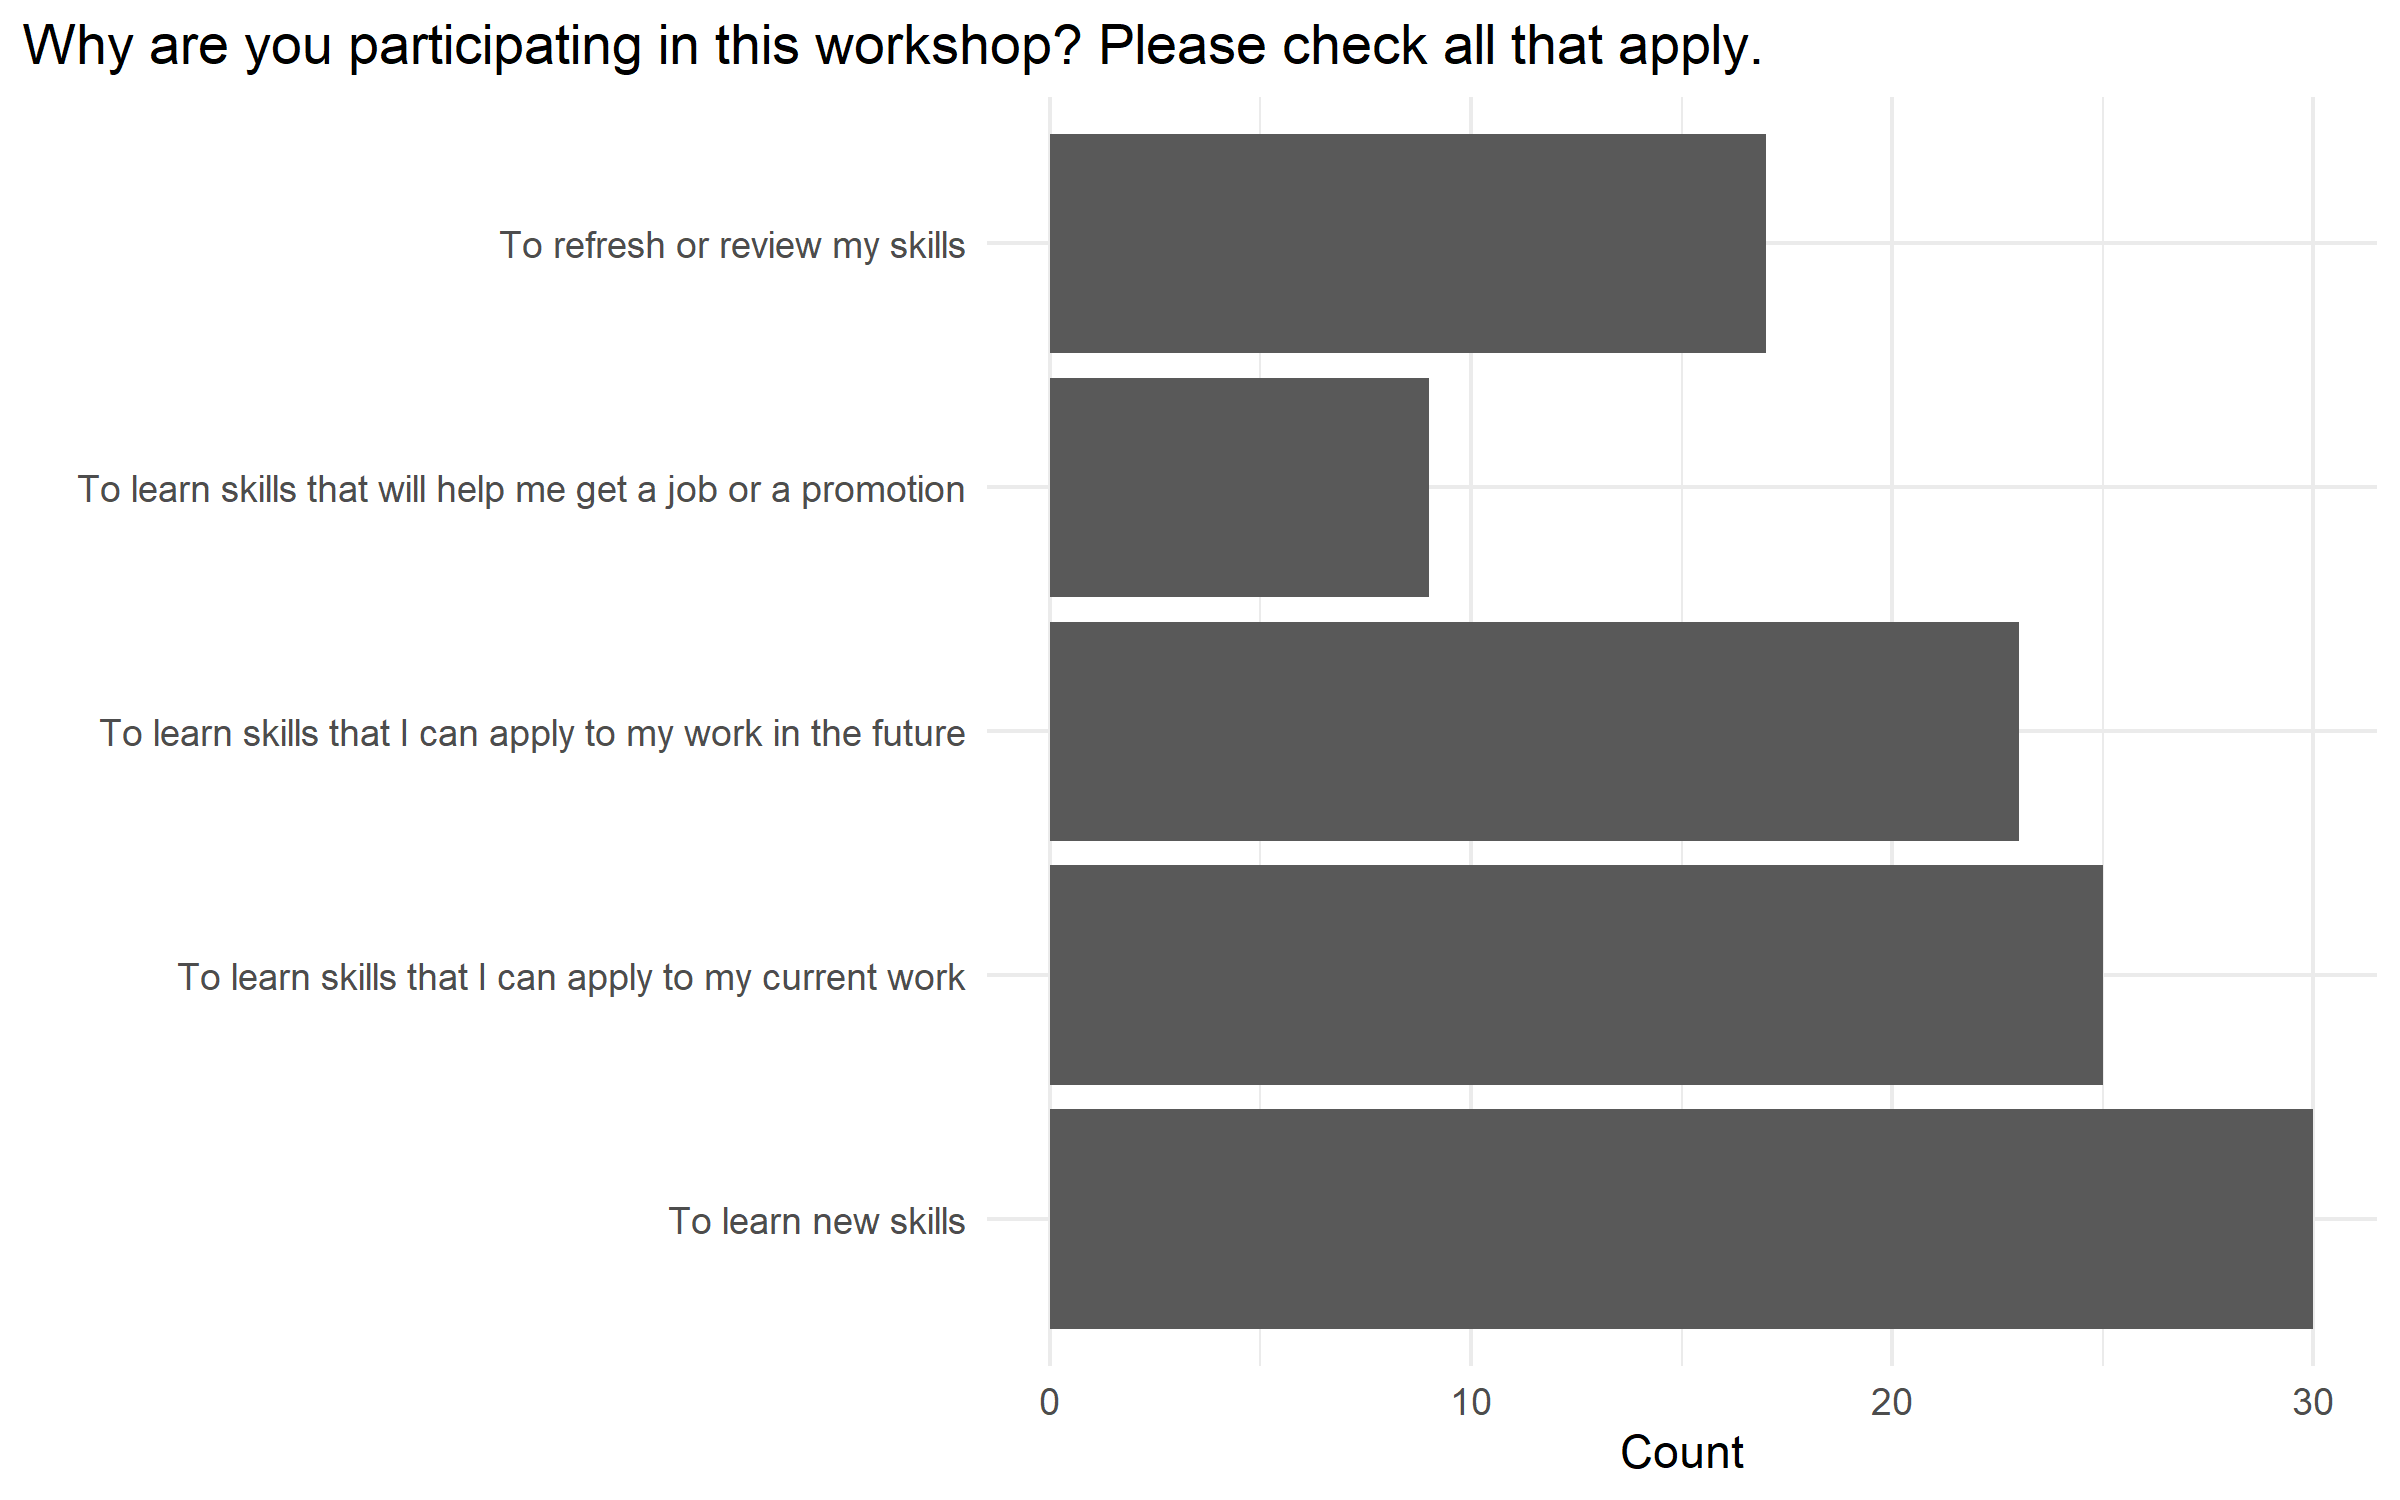 Why are you participating in this workshop? Please check all that apply.
To refresh or review my skills
To learn skills that will help me get a job or a promotion
To learn skills that I can apply to my work in the future
To learn skills that I can apply to my current work
To learn new skills
0 10 20 30
Count